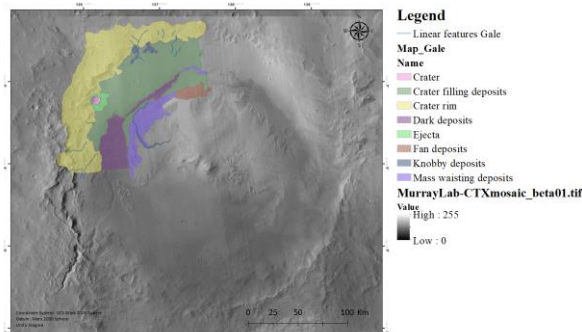 Legend
Linear features Gale
Map_Gale
Name
Crater
Crater filling deposits
Crater rim
Dark deposits
Ejecta
Fan deposits
Knobby deposits
Mass waisting deposits
MurrayLab-CTXmosaic_beta01.tif
Value
High : 255
Low : 0
0 25 50 100 Km